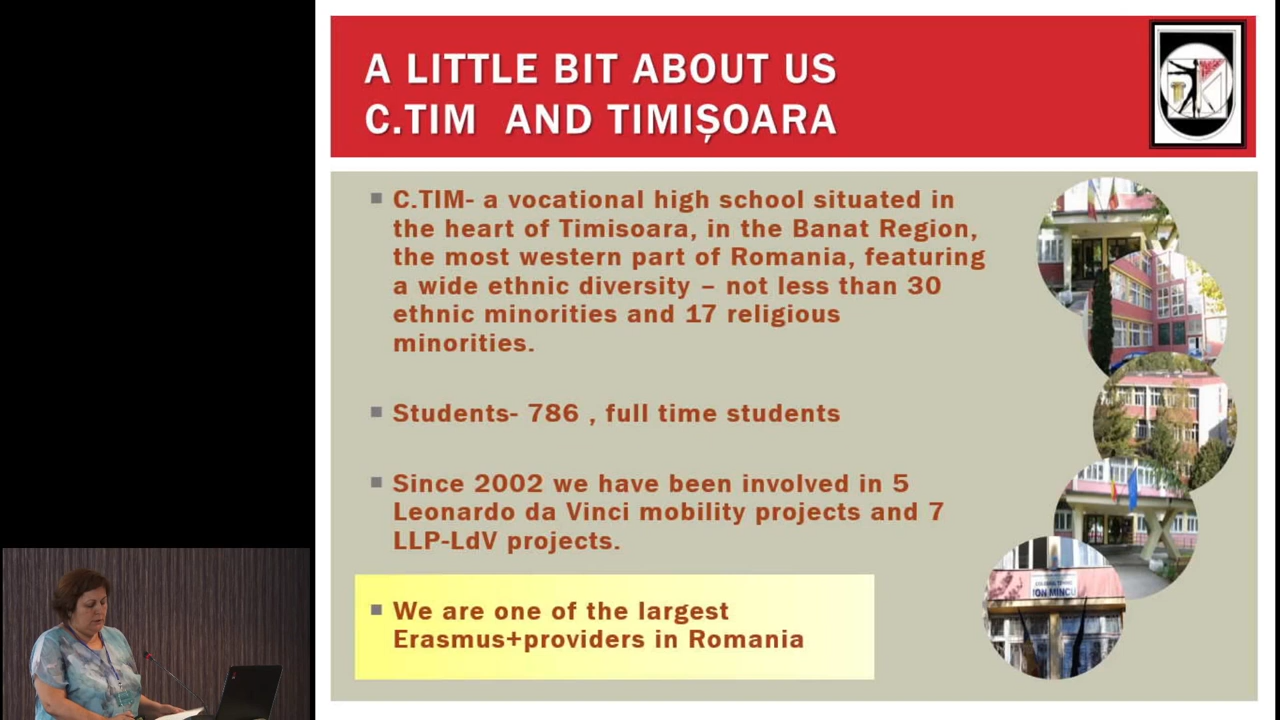 A LITTLE BIT ABOUT US
C.TIM AND TIMIȘOARA
C.TIM- a vocational high school situated in
the heart of Timisoara, in the Banat Region,
the most western part of Romania, featuring
a wide ethnic diversity – not less than 30
ethnic minorities and 17 religious
minorities.
Students- 786 , full time students
Since 2002 we have been involved in 5
Leonardo da Vinci mobility projects and 7
LLP-LdV projects.
We are one of the largest
Erasmus+providers in Romania
ION MINCU